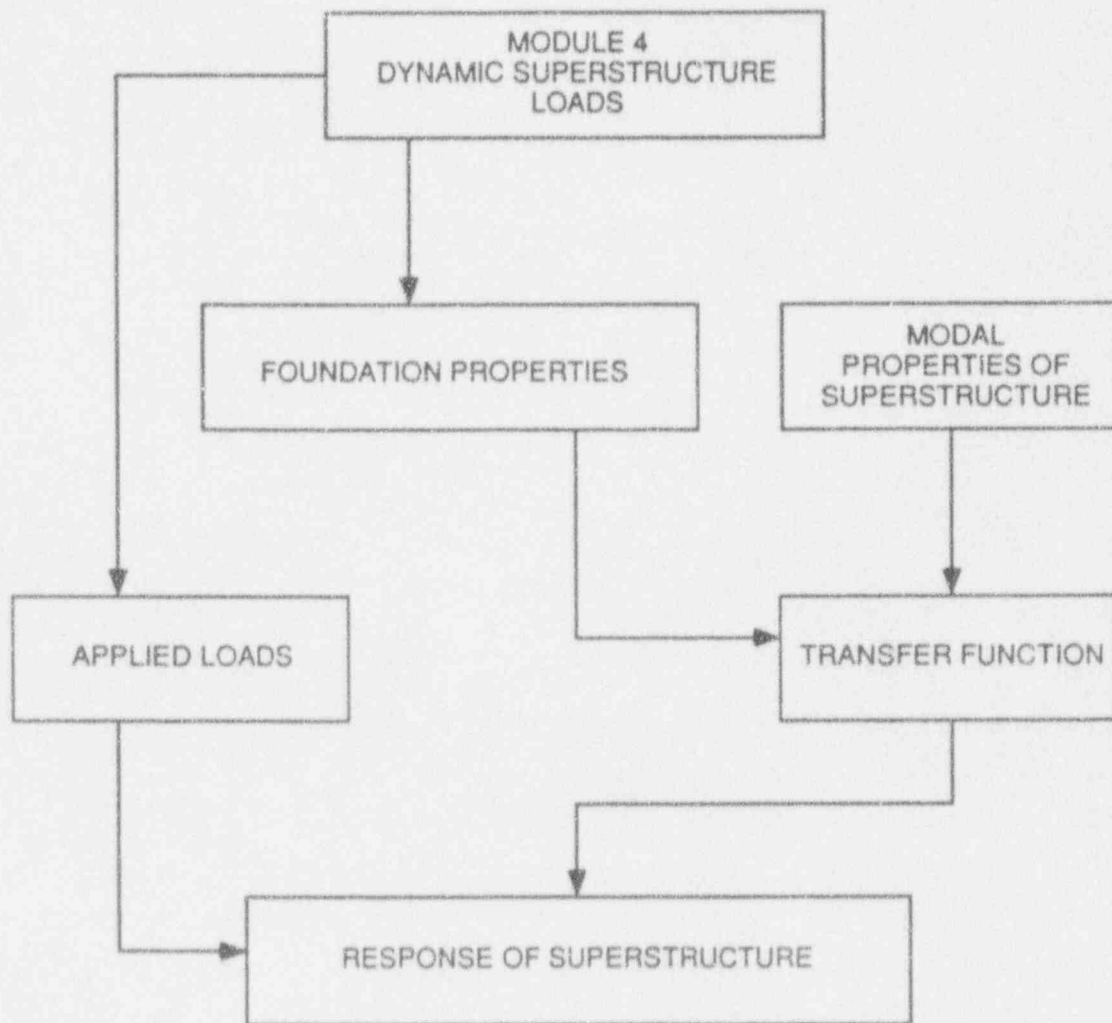 MODULE 4
DYNAMIC SUPERSTRUCTURE
LOADS
FOUNDATION PROPERTIES
MODAL
PROPERTIES OF
SUPERSTRUCTURE
APPLIED LOADS
TRANSFER FUNCTION
RESPONSE OF SUPERSTRUCTURE